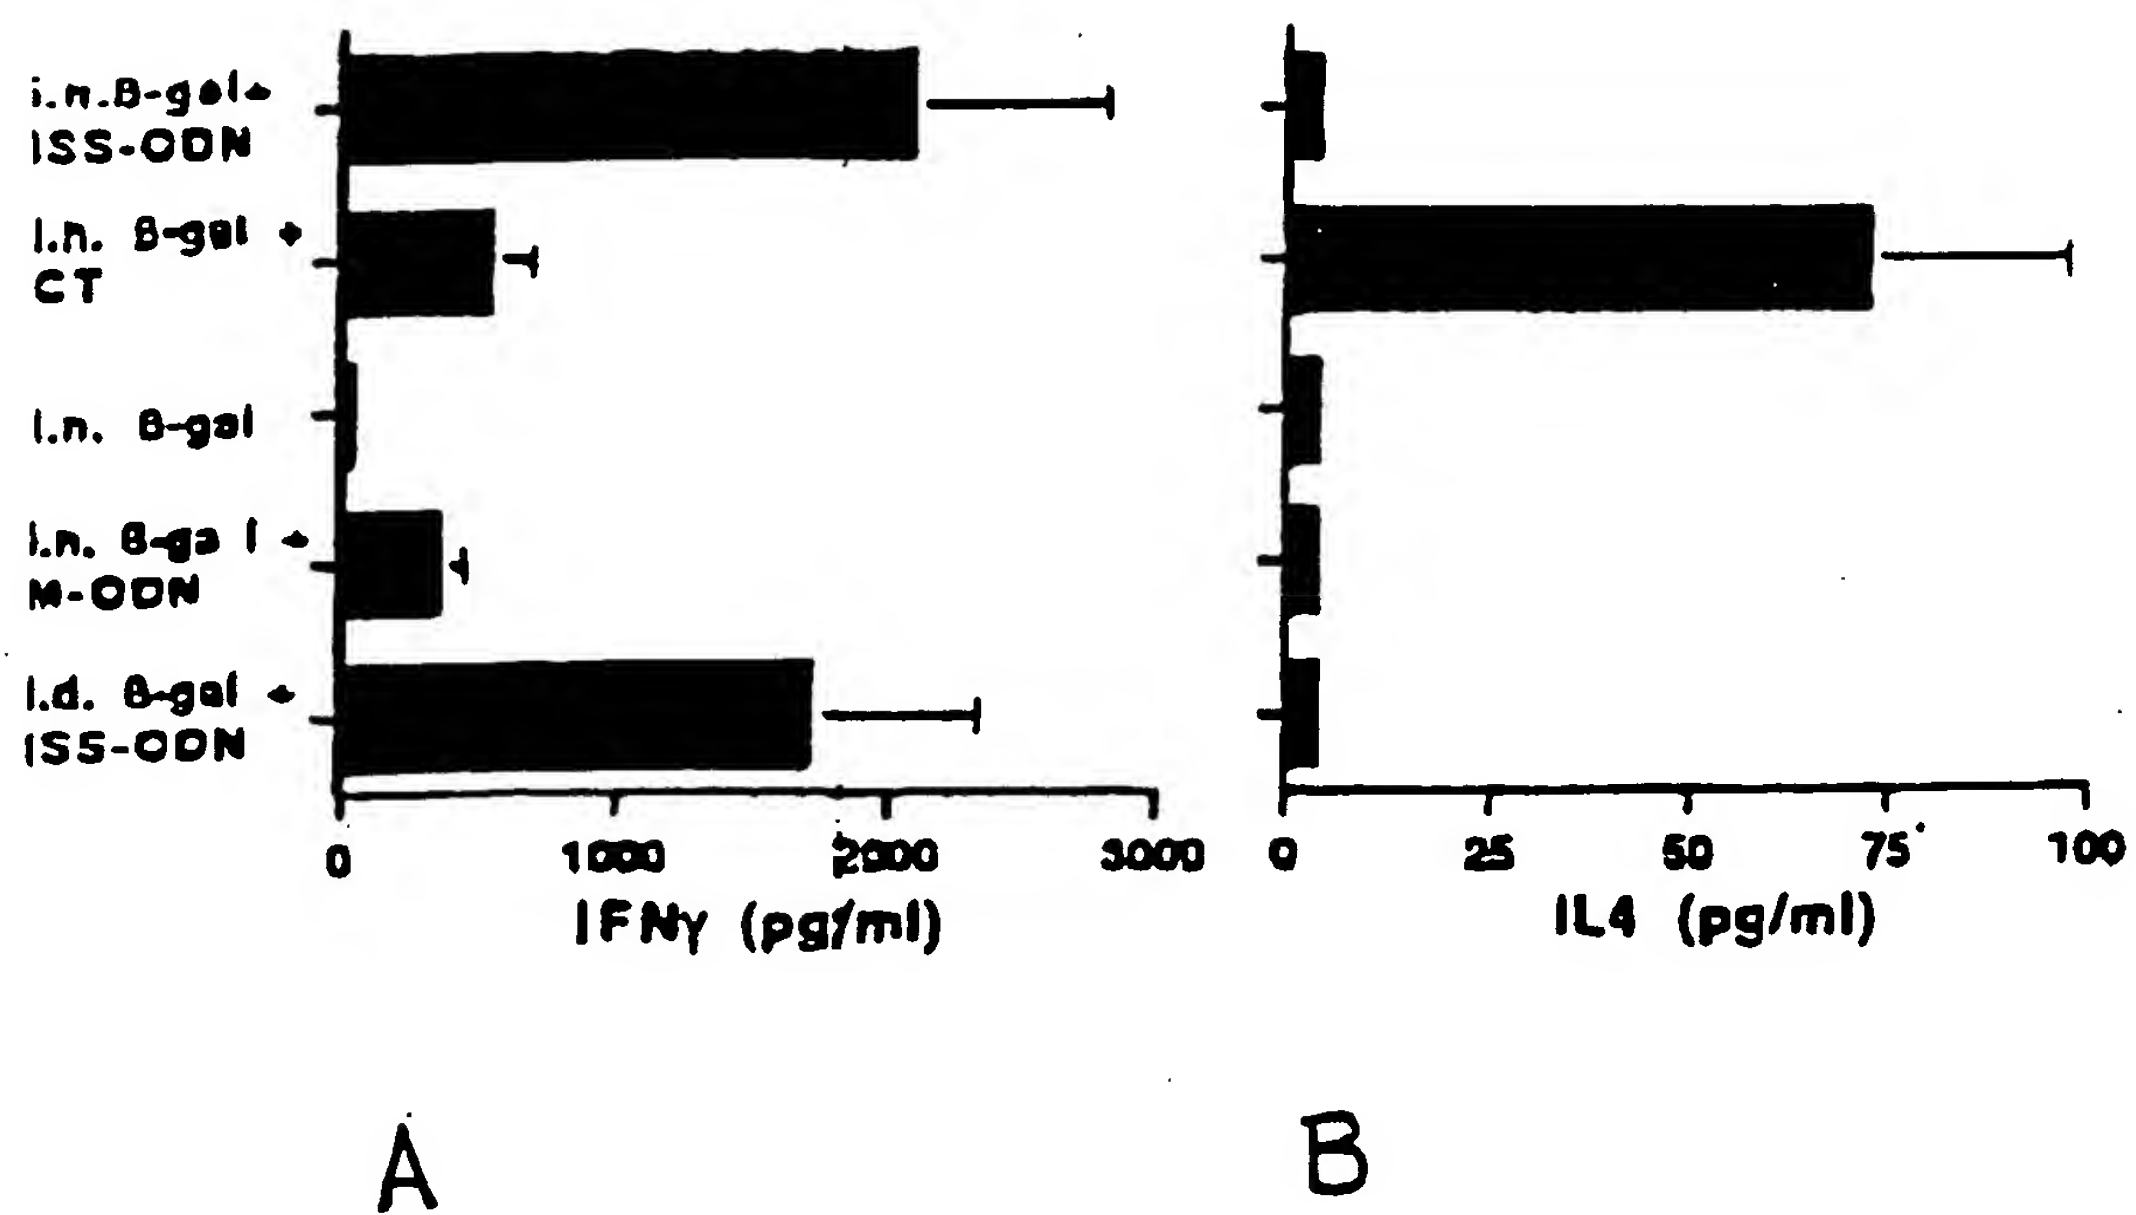 i.n.B-gal+
ISS-ODN
I.n. B-gal +
CT
I.n. B-gal
I.n. B-ga l +
M-ODN
I.d. B-gal +
ISS-ODN
0 1000 2000 3000
IFNγ (pg/ml)
0 25 50 75 100
IL4 (pg/ml)
A B